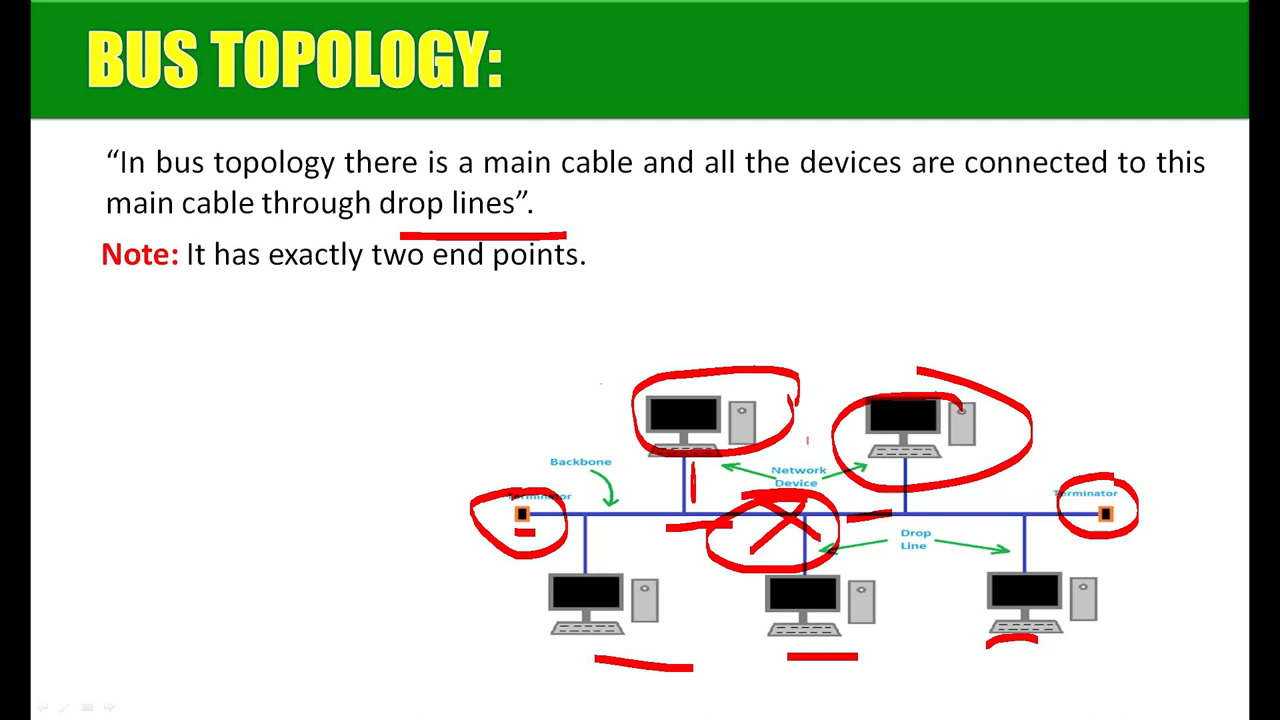 BUS TOPOLOGY:
“In bus topology there is a main cable and all the devices are connected to this
main cable through drop lines”.
Note: It has exactly two end points.
Backbone
Network
Device
Terminator
Terminator
Drop
Line